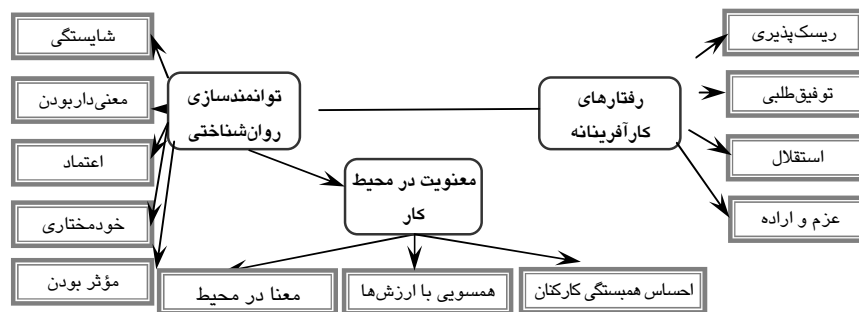 ریسک‌پذیری
توفیق‌طلبی
استقلال
عزم و اراده
رفتارهای
کارآفرینانه
توانمندسازی
روان‌شناختی
معنویت در محیط
کار
شایستگی
معنی‌داربودن
اعتماد
خودمختاری
مؤثر بودن
احساس همبستگی کارکنان
همسویی با ارزش‌ها
معنا در محیط